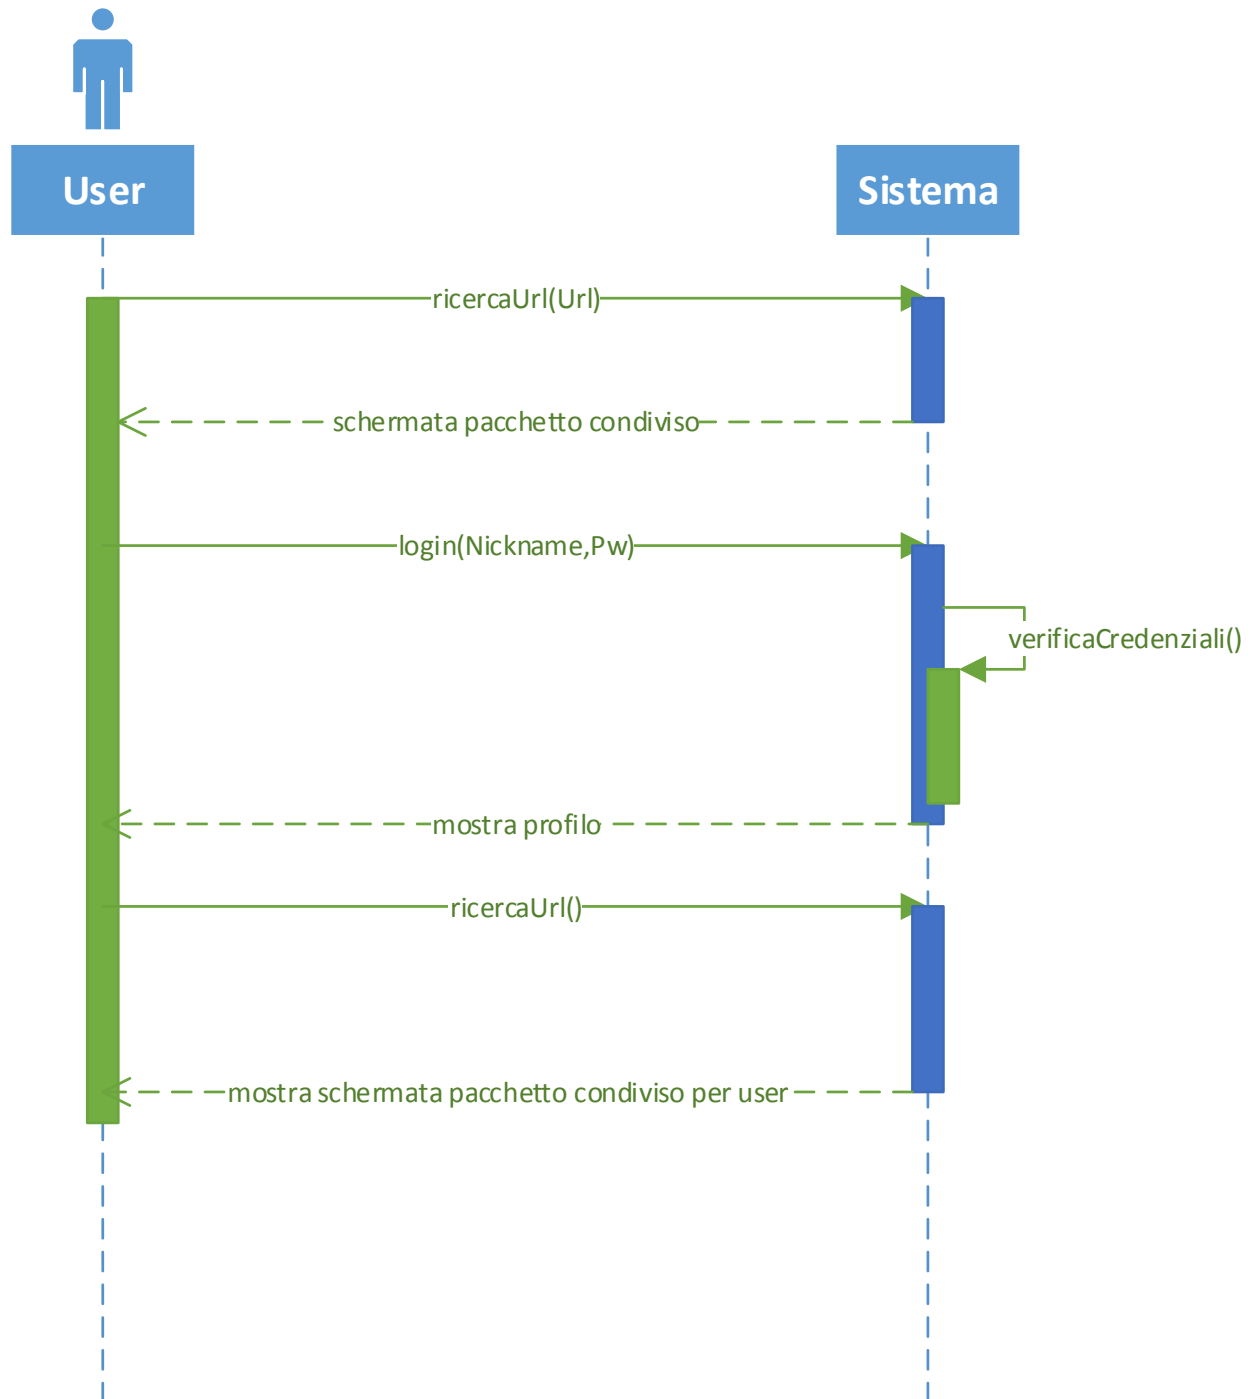 User
Sistema
ricercaUrl(Url)
schermata pacchetto condiviso
login(Nickname,Pw)
verificaCredenziali()
mostra profilo
ricercaUrl()
mostra schermata pacchetto condiviso per user